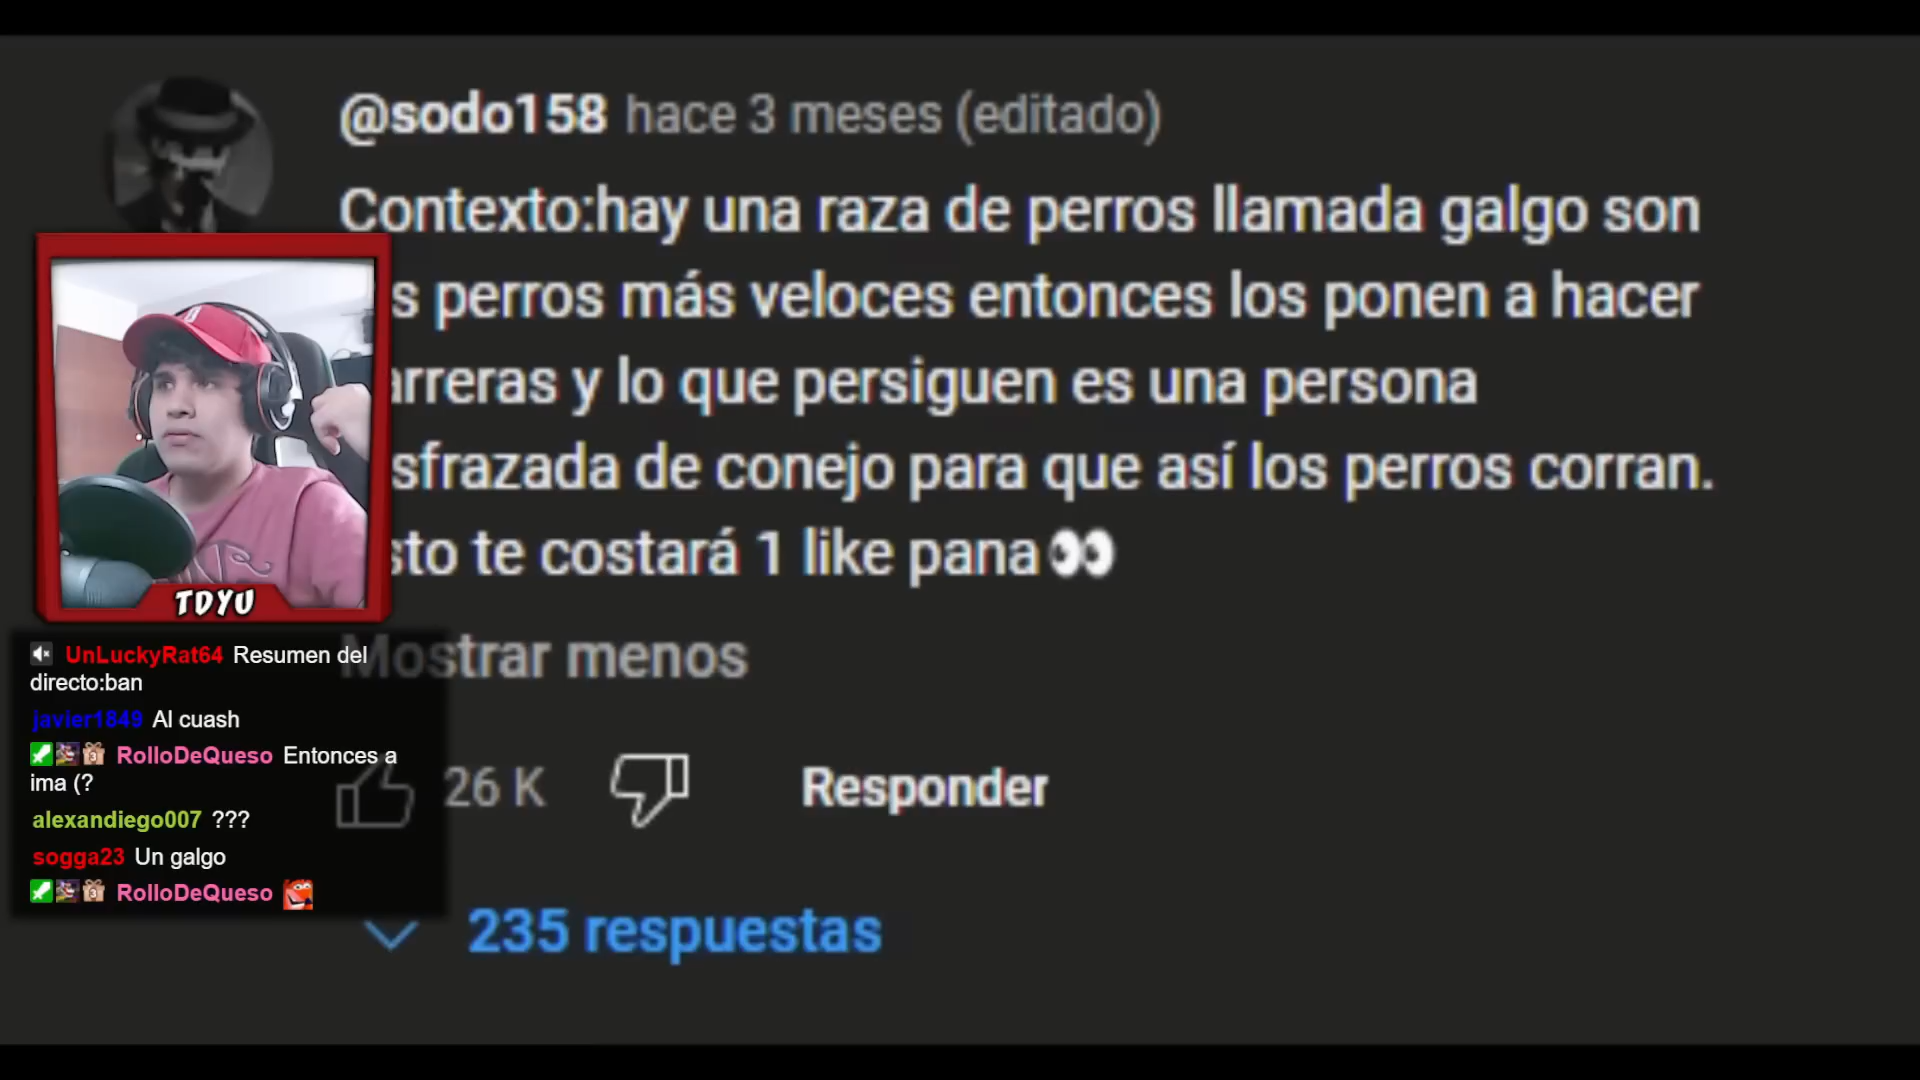 @sodo158 hace 3 meses (editado)
Contexto:hay una raza de perros llamada galgo son
s perros más veloces entonces los ponen a hacer
arreras y lo que persiguen es una persona
sfrazada de conejo para que así los perros corran.
sto te costará 1 like pana👀
Mostrar menos
26 K Responder
235 respuestas
TDYU
UnLuckyRat64 Resumen del
directo:ban
javier1849 Al cuash
RolloDeQueso Entonces a
ima (?
alexandiego007 ???
sogga23 Un galgo
RolloDeQueso